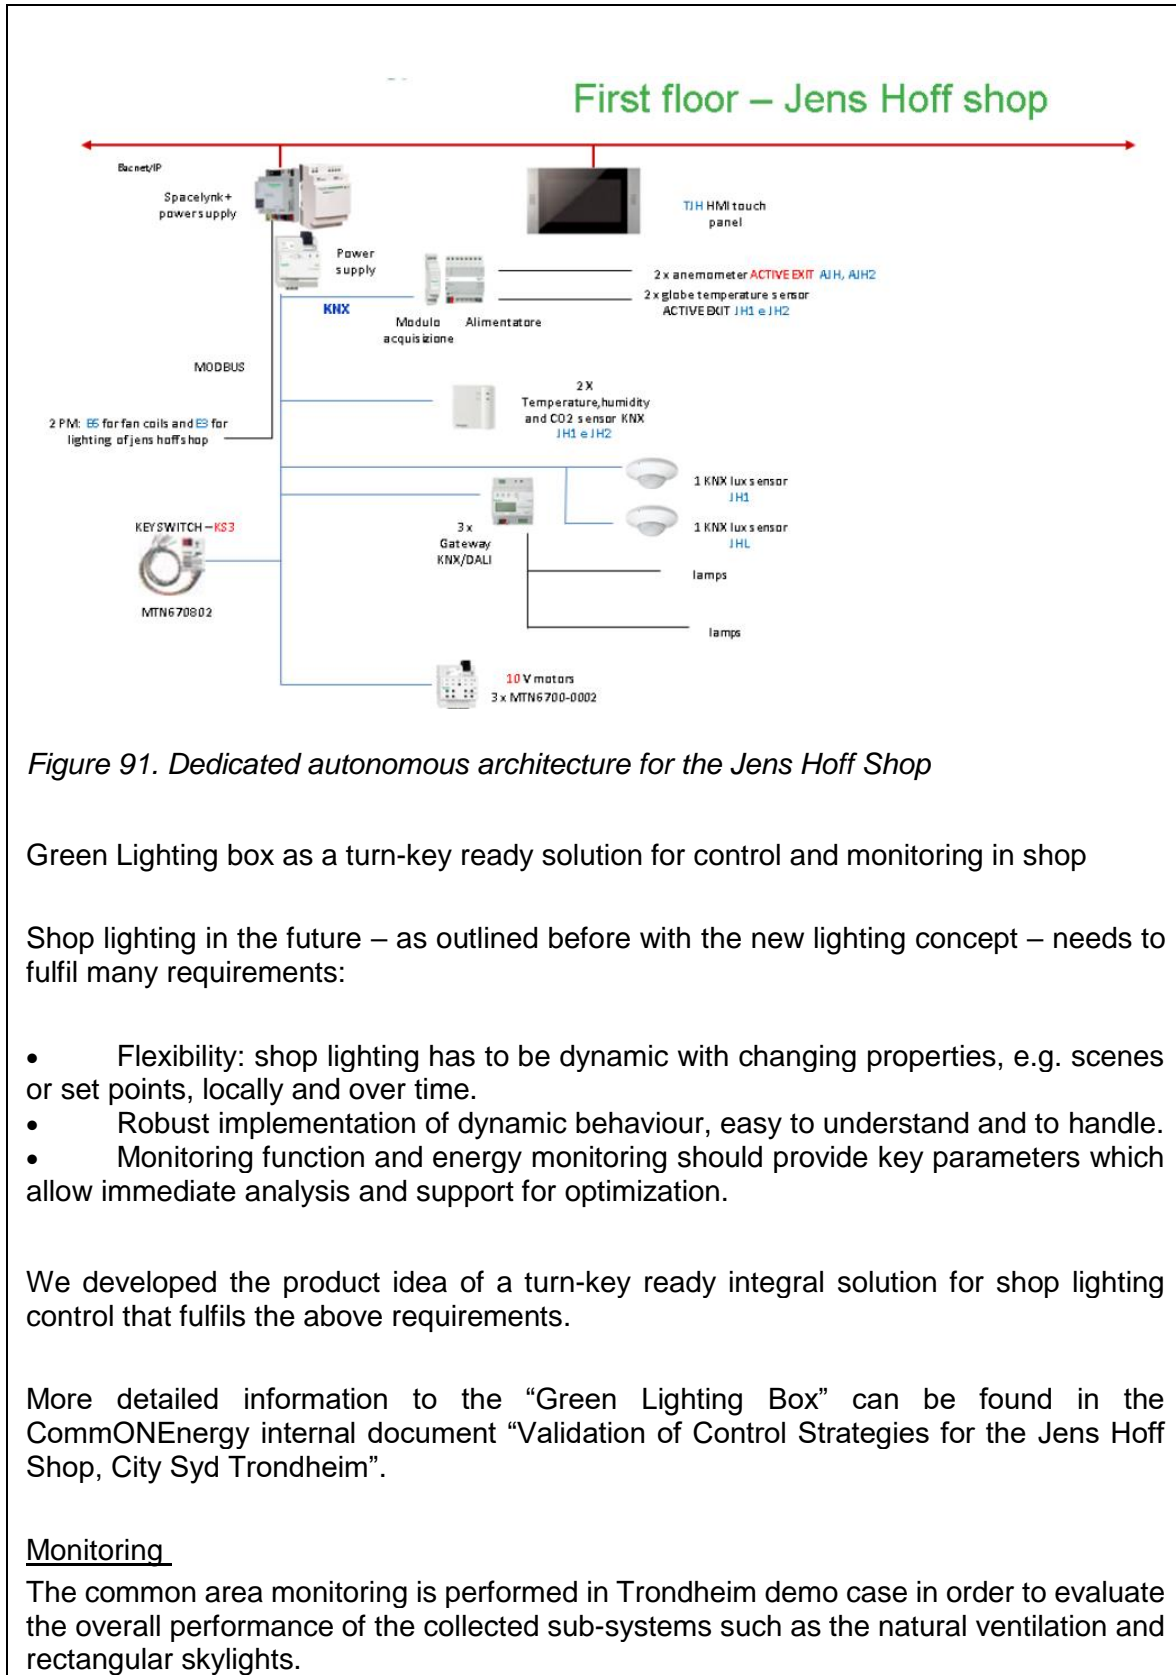 First floor – Jens Hoff shop
Bacnet/IP
Spacelynk+
power supply
TJH HMI touch
panel
Power
supply
2 x anemometer ACTIVE EXIT AJH, AJH2
2 x globe temperature sensor
ACTIVE EXIT JH1 e JH2
KNX
Modulo
acquisizione
Alimentatore
MODBUS
2 X
Temperature,humidity
and CO2 sensor KNX
JH1 e JH2
2 PM: E6 for fan coils and E3 for
lighting of jens hoff shop
1 KNX lux sensor
JH1
KEYSWITCH –KS3
3 x
Gateway
KNX/DALI
1 KNX lux sensor
JHL
lamps
MTN670802
lamps
10 V motors
3 x MTN6700-0002
Figure 91. Dedicated autonomous architecture for the Jens Hoff Shop
Green Lighting box as a turn-key ready solution for control and monitoring in shop
Shop lighting in the future – as outlined before with the new lighting concept – needs to
fulfil many requirements:
• Flexibility: shop lighting has to be dynamic with changing properties, e.g. scenes
or set points, locally and over time.
• Robust implementation of dynamic behaviour, easy to understand and to handle.
• Monitoring function and energy monitoring should provide key parameters which
allow immediate analysis and support for optimization.
We developed the product idea of a turn-key ready integral solution for shop lighting
control that fulfils the above requirements.
More detailed information to the “Green Lighting Box” can be found in the
CommONEnergy internal document “Validation of Control Strategies for the Jens Hoff
Shop, City Syd Trondheim”.
Monitoring
The common area monitoring is performed in Trondheim demo case in order to evaluate
the overall performance of the collected sub-systems such as the natural ventilation and
rectangular skylights.